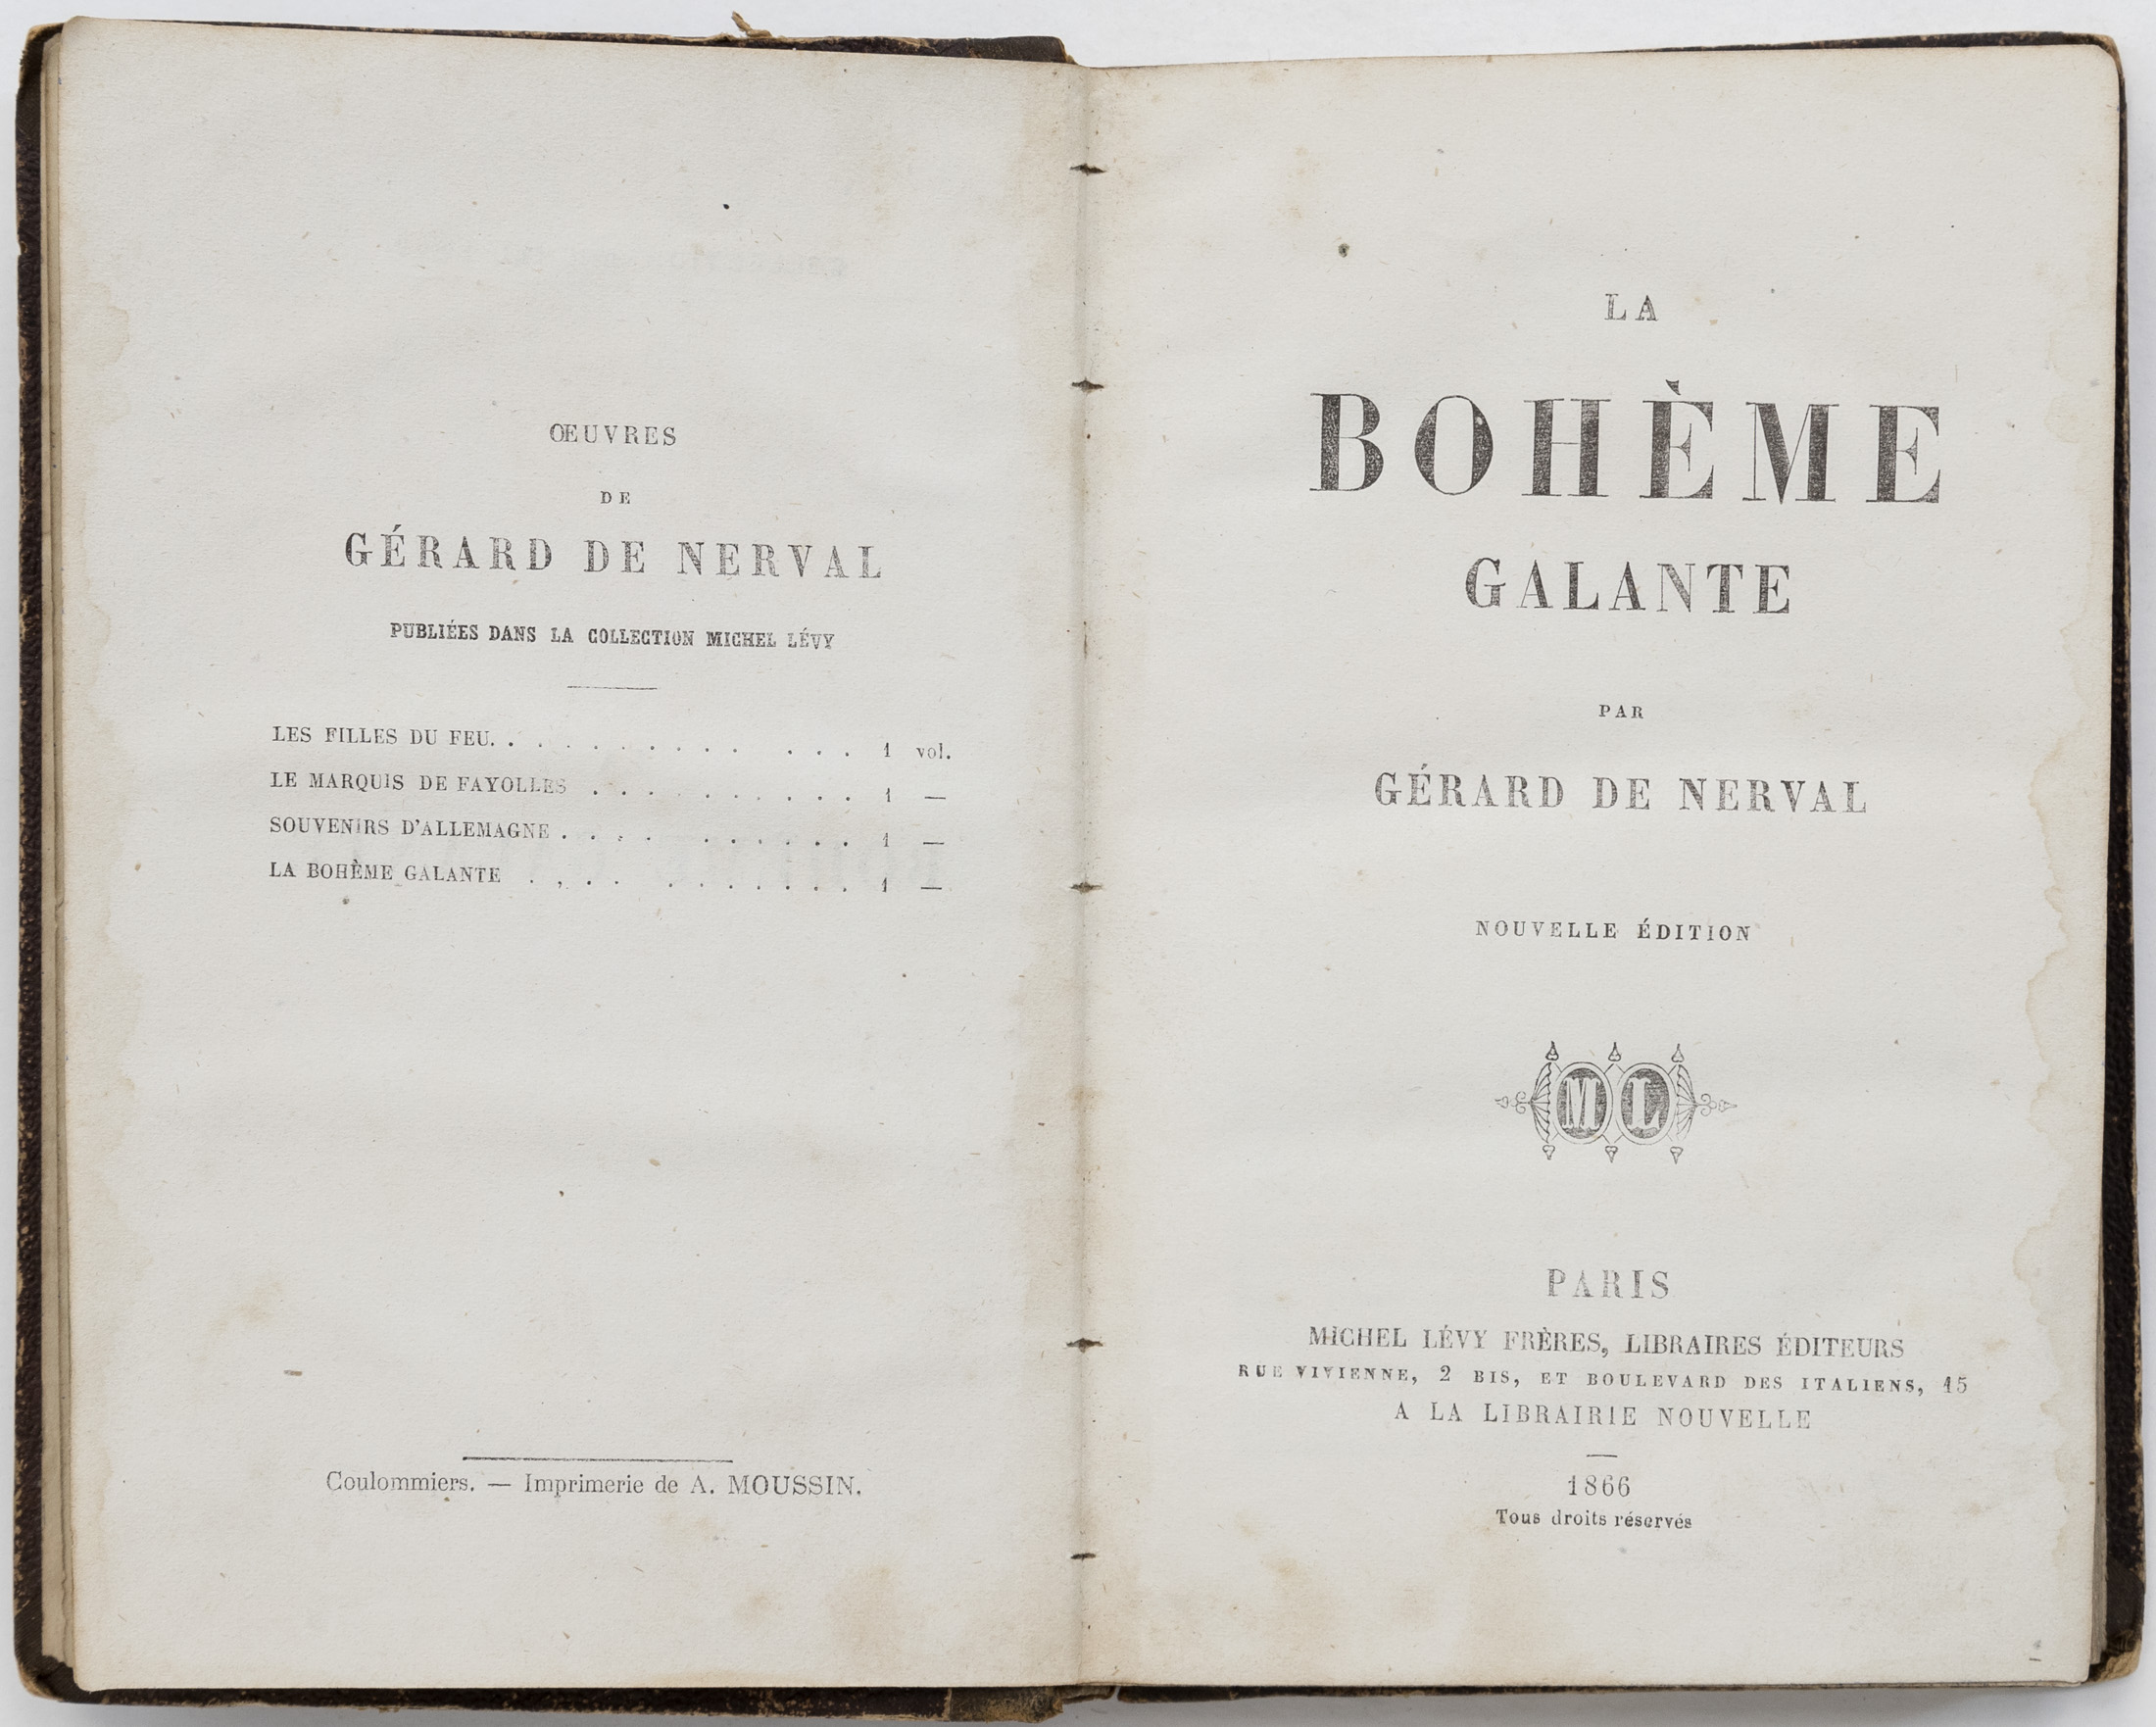 ŒUVRES
DE
GÉRARD DE NERVAL
PUBLIÉES DANS LA COLLECTION MICHEL LÉVY
LES FILLES DU FEU. . . . . . . . . . . . . 1 vol.
LE MARQUIS DE FAYOLLES . . . . . . . . . . 1 —
SOUVENIRS D'ALLEMAGNE . . . . . . . . . . 1 —
LA BOHÈME GALANTE . , . . . . . . . . . . 1 —
Coulommiers. — Imprimerie de A. MOUSSIN.
LA
BOHÈME
GALANTE
PAR
GÉRARD DE NERVAL
NOUVELLE ÉDITION
ML
PARIS
MICHEL LÉVY FRÈRES, LIBRAIRES ÉDITEURS
RUE VIVIENNE, 2 BIS, ET BOULEVARD DES ITALIENS, 15
A LA LIBRAIRIE NOUVELLE
—
1866
Tous droits réservés